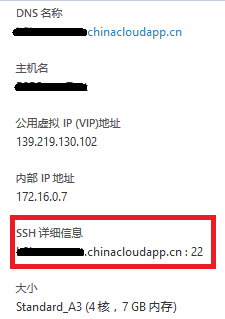 DNS 名称
.chinacloudapp.cn
主机名
公用虚拟 IP (VIP)地址
139.219.130.102
内部 IP 地址
172.16.0.7
SSH 详细信息
.chinacloudapp.cn : 22
大小
Standard_A3 (4 核，7 GB 内存)